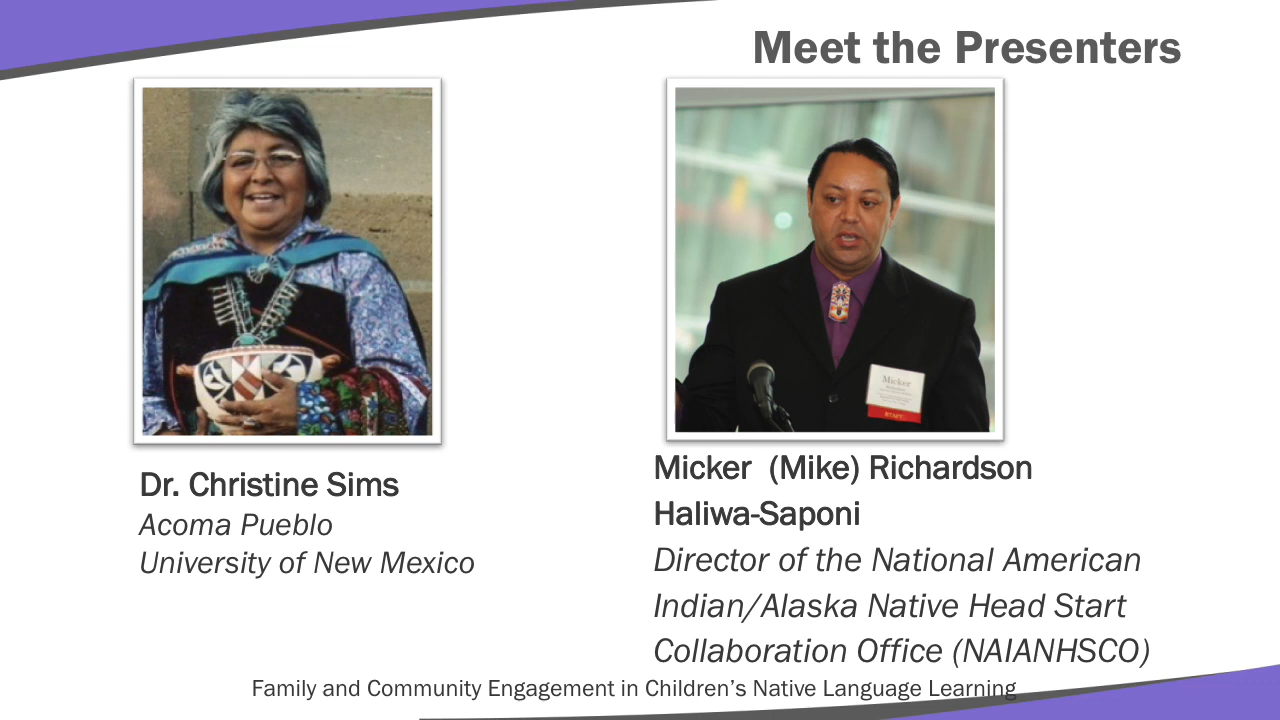 Meet the Presenters
Micker
STAFF
Dr. Christine Sims
Acoma Pueblo
University of New Mexico
Micker  (Mike) Richardson
Haliwa-Saponi
Director of the National American
Indian/Alaska Native Head Start
Collaboration Office (NAIANHSCO)
Family and Community Engagement in Children’s Native Language Learning